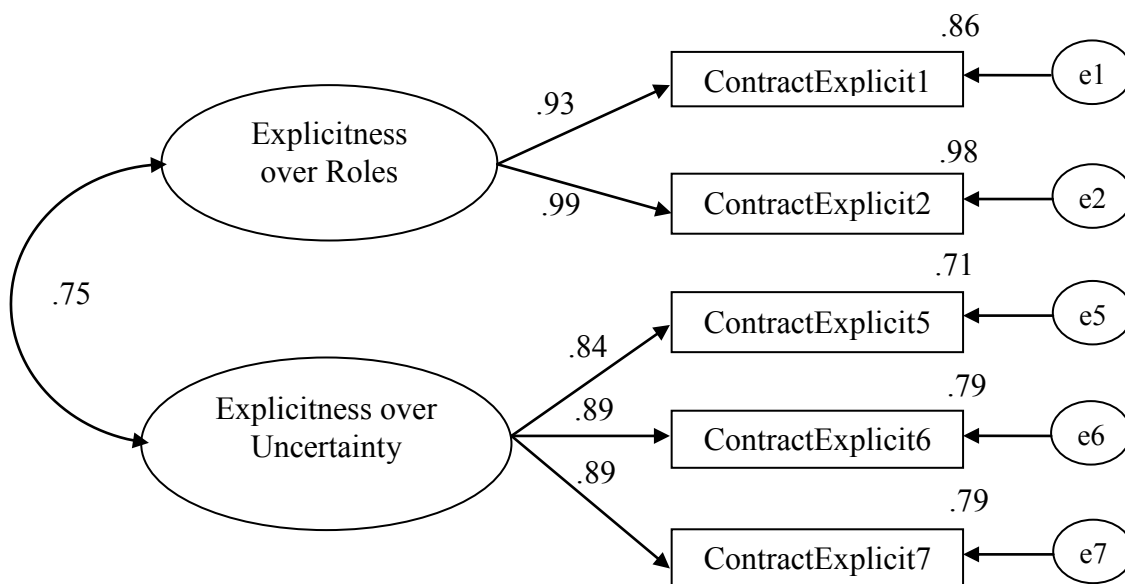 .86
ContractExplicit1
e1
.93
Explicitness
over Roles
.98
ContractExplicit2
e2
.99
.71
.75
ContractExplicit5
e5
.84
Explicitness over
Uncertainty
.79
.89
ContractExplicit6
e6
.89
.79
ContractExplicit7
e7